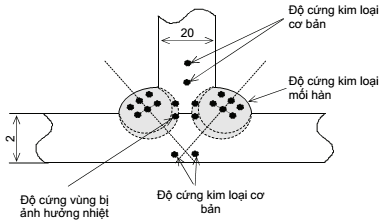 Độ cứng kim loại
cơ bản
20
Độ cứng kim loại
mối hàn
2
Độ cứng vùng bị
ảnh hưởng nhiệt
Độ cứng kim loại cơ
bản